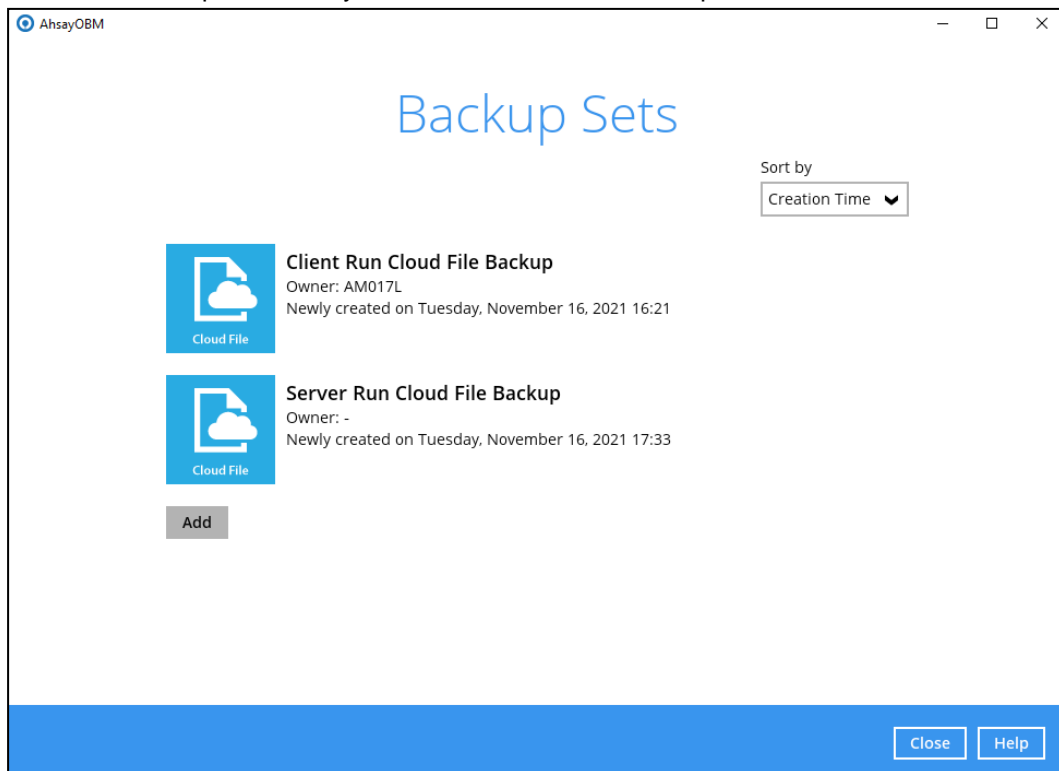 AhsayOBM
Backup Sets
Sort by
Creation Time
Client Run Cloud File Backup
Owner: AM017L
Newly created on Tuesday, November 16, 2021 16:21
Cloud File
Server Run Cloud File Backup
Owner: -
Newly created on Tuesday, November 16, 2021 17:33
Cloud File
Add
Close
Help